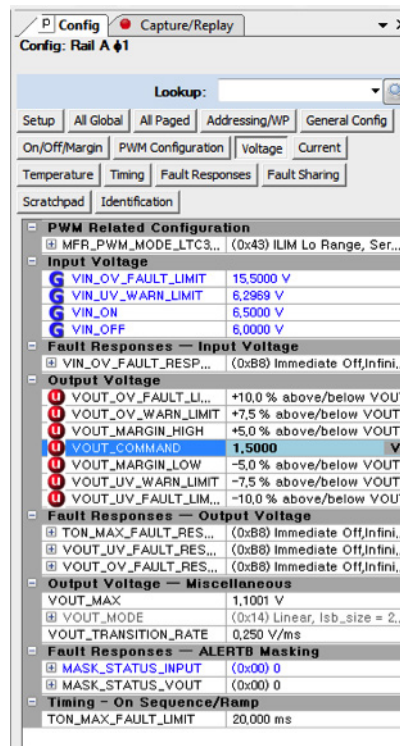 P Config Capture/Replay
Config: Rail A ϕ1
Lookup:
Setup All Global All Paged Addressing/WP General Config
On/Off/Margin PWM Configuration Voltage Current
Temperature Timing Fault Responses Fault Sharing
Scratchpad Identification
PWM Related Configuration
MFR_PWM_MODE_LTC3... (0x43) ILIM Lo Range, Ser...
Input Voltage
G VIN_OV_FAULT_LIMIT 15,5000 V
G VIN_UV_WARN_LIMIT 6,2969 V
G VIN_ON 6,5000 V
G VIN_OFF 6,0000 V
Fault Responses — Input Voltage
VIN_OV_FAULT_RESP... (0xB8) Immediate Off,Infini...
Output Voltage
U VOUT_OV_FAULT_LI... +10,0 % above/below VOUT
U VOUT_OV_WARN_LIMIT +7,5 % above/below VOUT
U VOUT_MARGIN_HIGH +5,0 % above/below VOUT
U VOUT_COMMAND 1,5000 V
U VOUT_MARGIN_LOW −5,0 % above/below VOUT
U VOUT_UV_WARN_LIMIT −7,5 % above/below VOUT
U VOUT_UV_FAULT_LIM... −10,0 % above/below VOUT
Fault Responses — Output Voltage
TON_MAX_FAULT_RES... (0xB8) Immediate Off,Infini...
VOUT_UV_FAULT_RES... (0xB8) Immediate Off,Infini...
VOUT_OV_FAULT_RES... (0xB8) Immediate Off,Infini...
Output Voltage — Miscellaneous
VOUT_MAX 1,1001 V
VOUT_MODE (0x14) Linear, lsb_size = 2...
VOUT_TRANSITION_RATE 0,250 V/ms
Fault Responses — ALERTB Masking
MASK_STATUS_INPUT (0x00) 0
MASK_STATUS_VOUT (0x00) 0
Timing - On Sequence/Ramp
TON_MAX_FAULT_LIMIT 20,000 ms